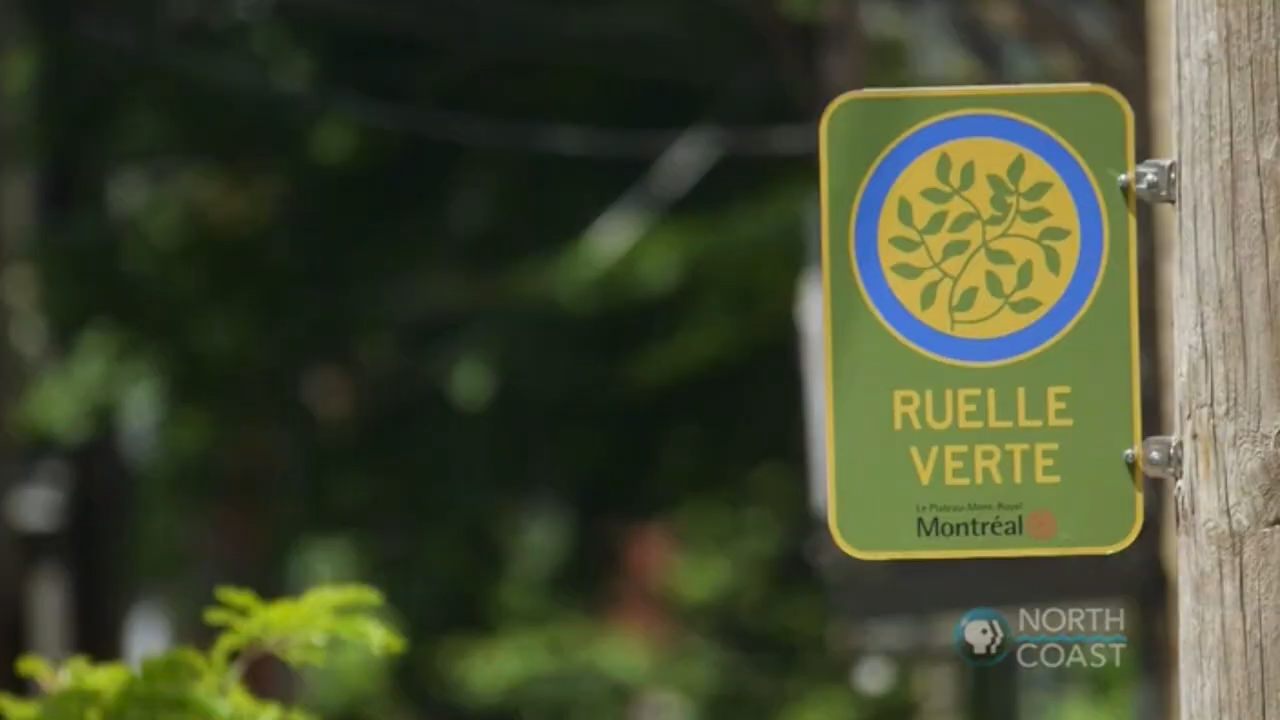 RUELLE
VERTE
Le Plateau-Mont-Royal
Montréal
NORTH
COAST